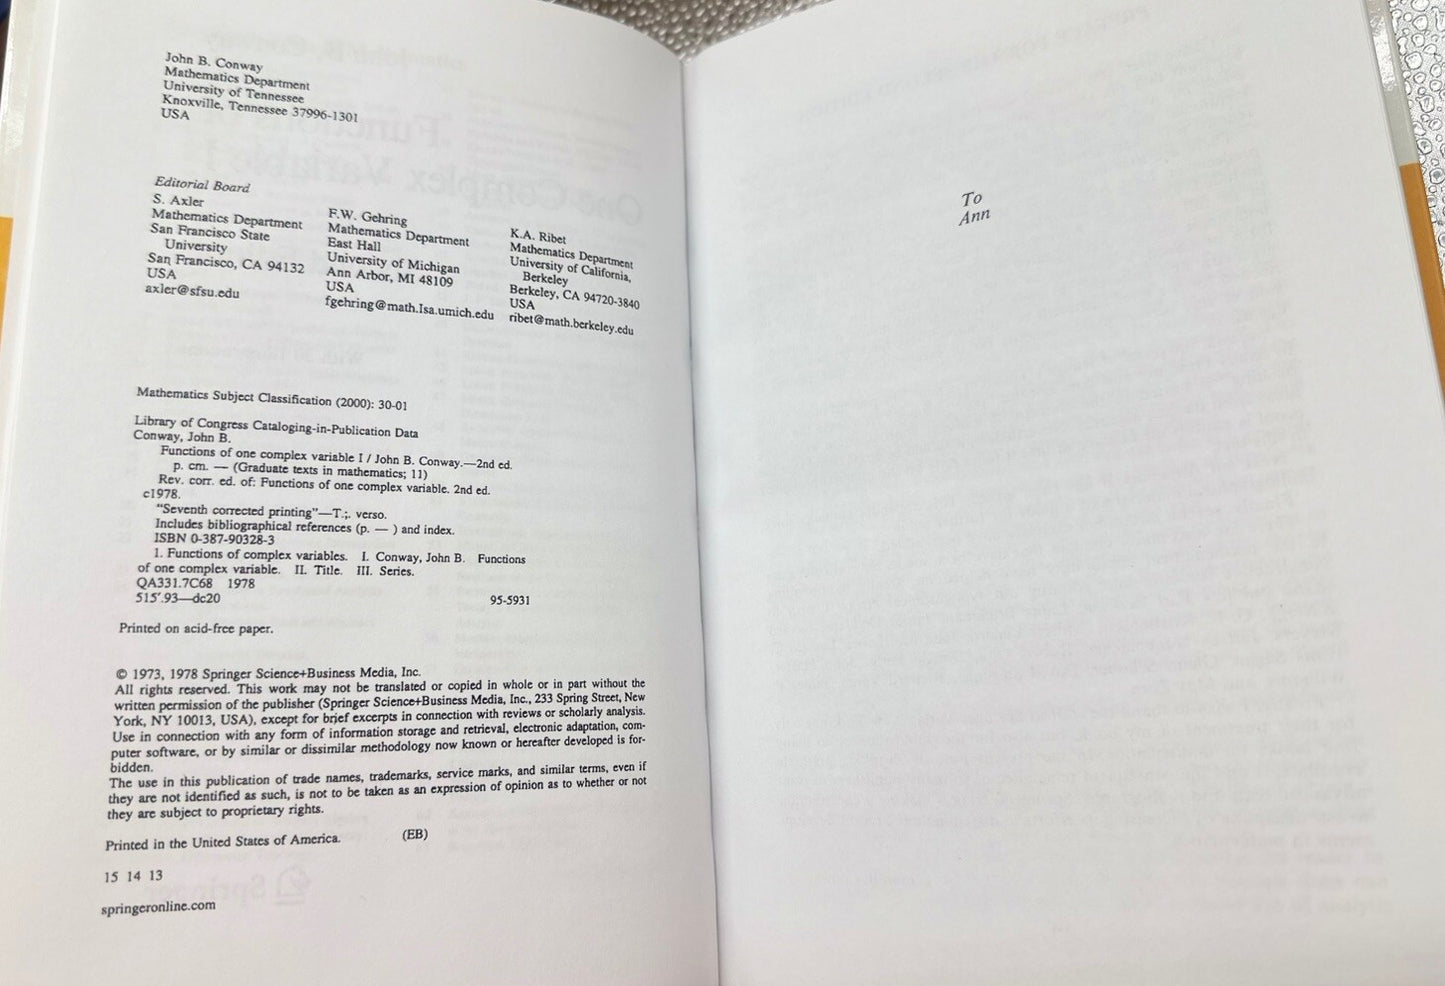 John B. Conway
Mathematics Department
University of Tennessee
Knoxville, Tennessee 37996-1301
USA
Editorial Board
S. Axler
Mathematics Department
San Francisco State
University
San Francisco, CA 94132
USA
axler@sfsu.edu
F.W. Gehring
Mathematics Department
East Hall
University of Michigan
Ann Arbor, MI 48109
USA
fgehring@math.Isa.umich.edu
K.A. Ribet
Mathematics Department
University of California,
Berkeley
Berkeley, CA 94720-3840
USA
ribet@math.berkeley.edu
Mathematics Subject Classification (2000): 30-01
Library of Congress Cataloging-in-Publication Data
Conway, John B.
Functions of one complex variable I / John B. Conway.—2nd ed.
p. cm. — (Graduate texts in mathematics; 11)
Rev. corr. ed. of: Functions of one complex variable. 2nd ed.
c1978.
"Seventh corrected printing"—T.;. verso.
Includes bibliographical references (p. — ) and index.
ISBN 0-387-90328-3
1. Functions of complex variables. I. Conway, John B. Functions
of one complex variable. II. Title. III. Series.
QA331.7C68 1978
515′.93—dc20 95-5931
Printed on acid-free paper.
© 1973, 1978 Springer Science+Business Media, Inc.
All rights reserved. This work may not be translated or copied in whole or in part without the
written permission of the publisher (Springer Science+Business Media, Inc., 233 Spring Street, New
York, NY 10013, USA), except for brief excerpts in connection with reviews or scholarly analysis.
Use in connection with any form of information storage and retrieval, electronic adaptation, com-
puter software, or by similar or dissimilar methodology now known or hereafter developed is for-
bidden.
The use in this publication of trade names, trademarks, service marks, and similar terms, even if
they are not identified as such, is not to be taken as an expression of opinion as to whether or not
they are subject to proprietary rights.
Printed in the United States of America. (EB)
15 14 13
springeronline.com
To
Ann